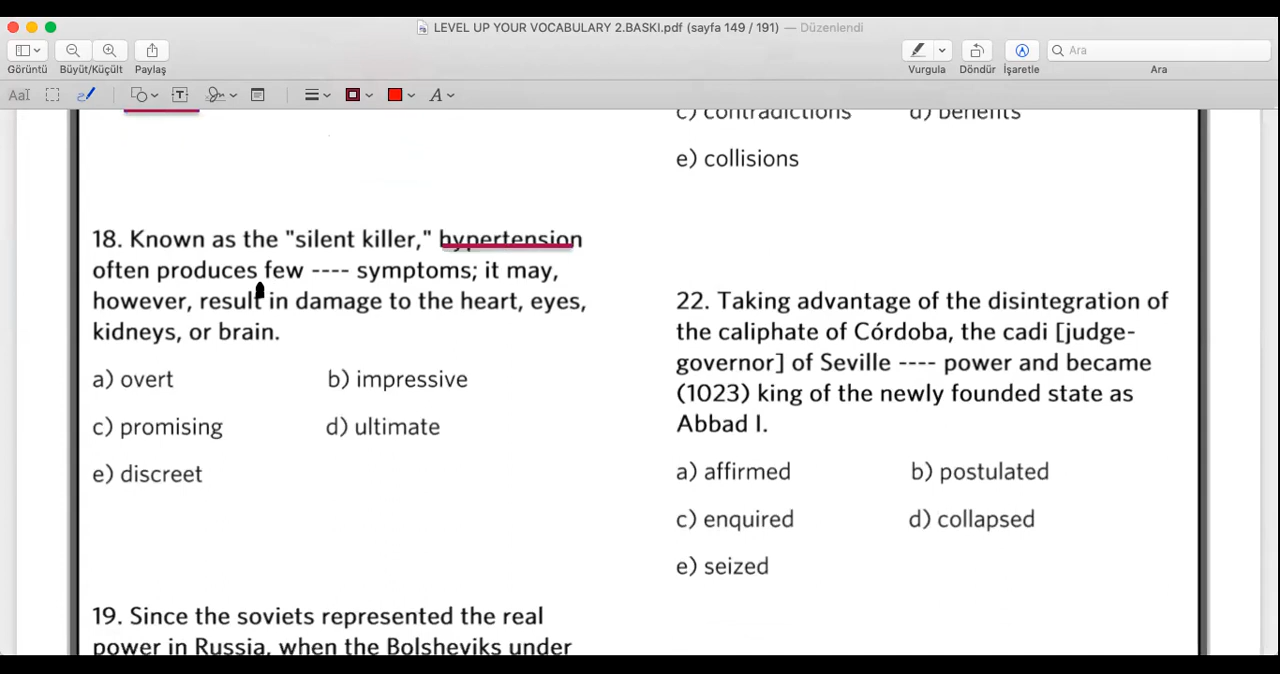 LEVEL UP YOUR VOCABULARY 2.BASKI.pdf (sayfa 149 / 191) — Düzenlendi
Ara
Görüntü Büyüt/Küçült Paylaş Vurgula Döndür İşaretle Ara
AaI T A
c) contradictions d) benefits
e) collisions
18. Known as the "silent killer," hypertension
often produces few ---- symptoms; it may,
however, result in damage to the heart, eyes,
kidneys, or brain.
a) overt b) impressive
c) promising d) ultimate
e) discreet
19. Since the soviets represented the real
power in Russia, when the Bolsheviks under
22. Taking advantage of the disintegration of
the caliphate of Córdoba, the cadi [judge-
governor] of Seville ---- power and became
(1023) king of the newly founded state as
Abbad I.
a) affirmed b) postulated
c) enquired d) collapsed
e) seized